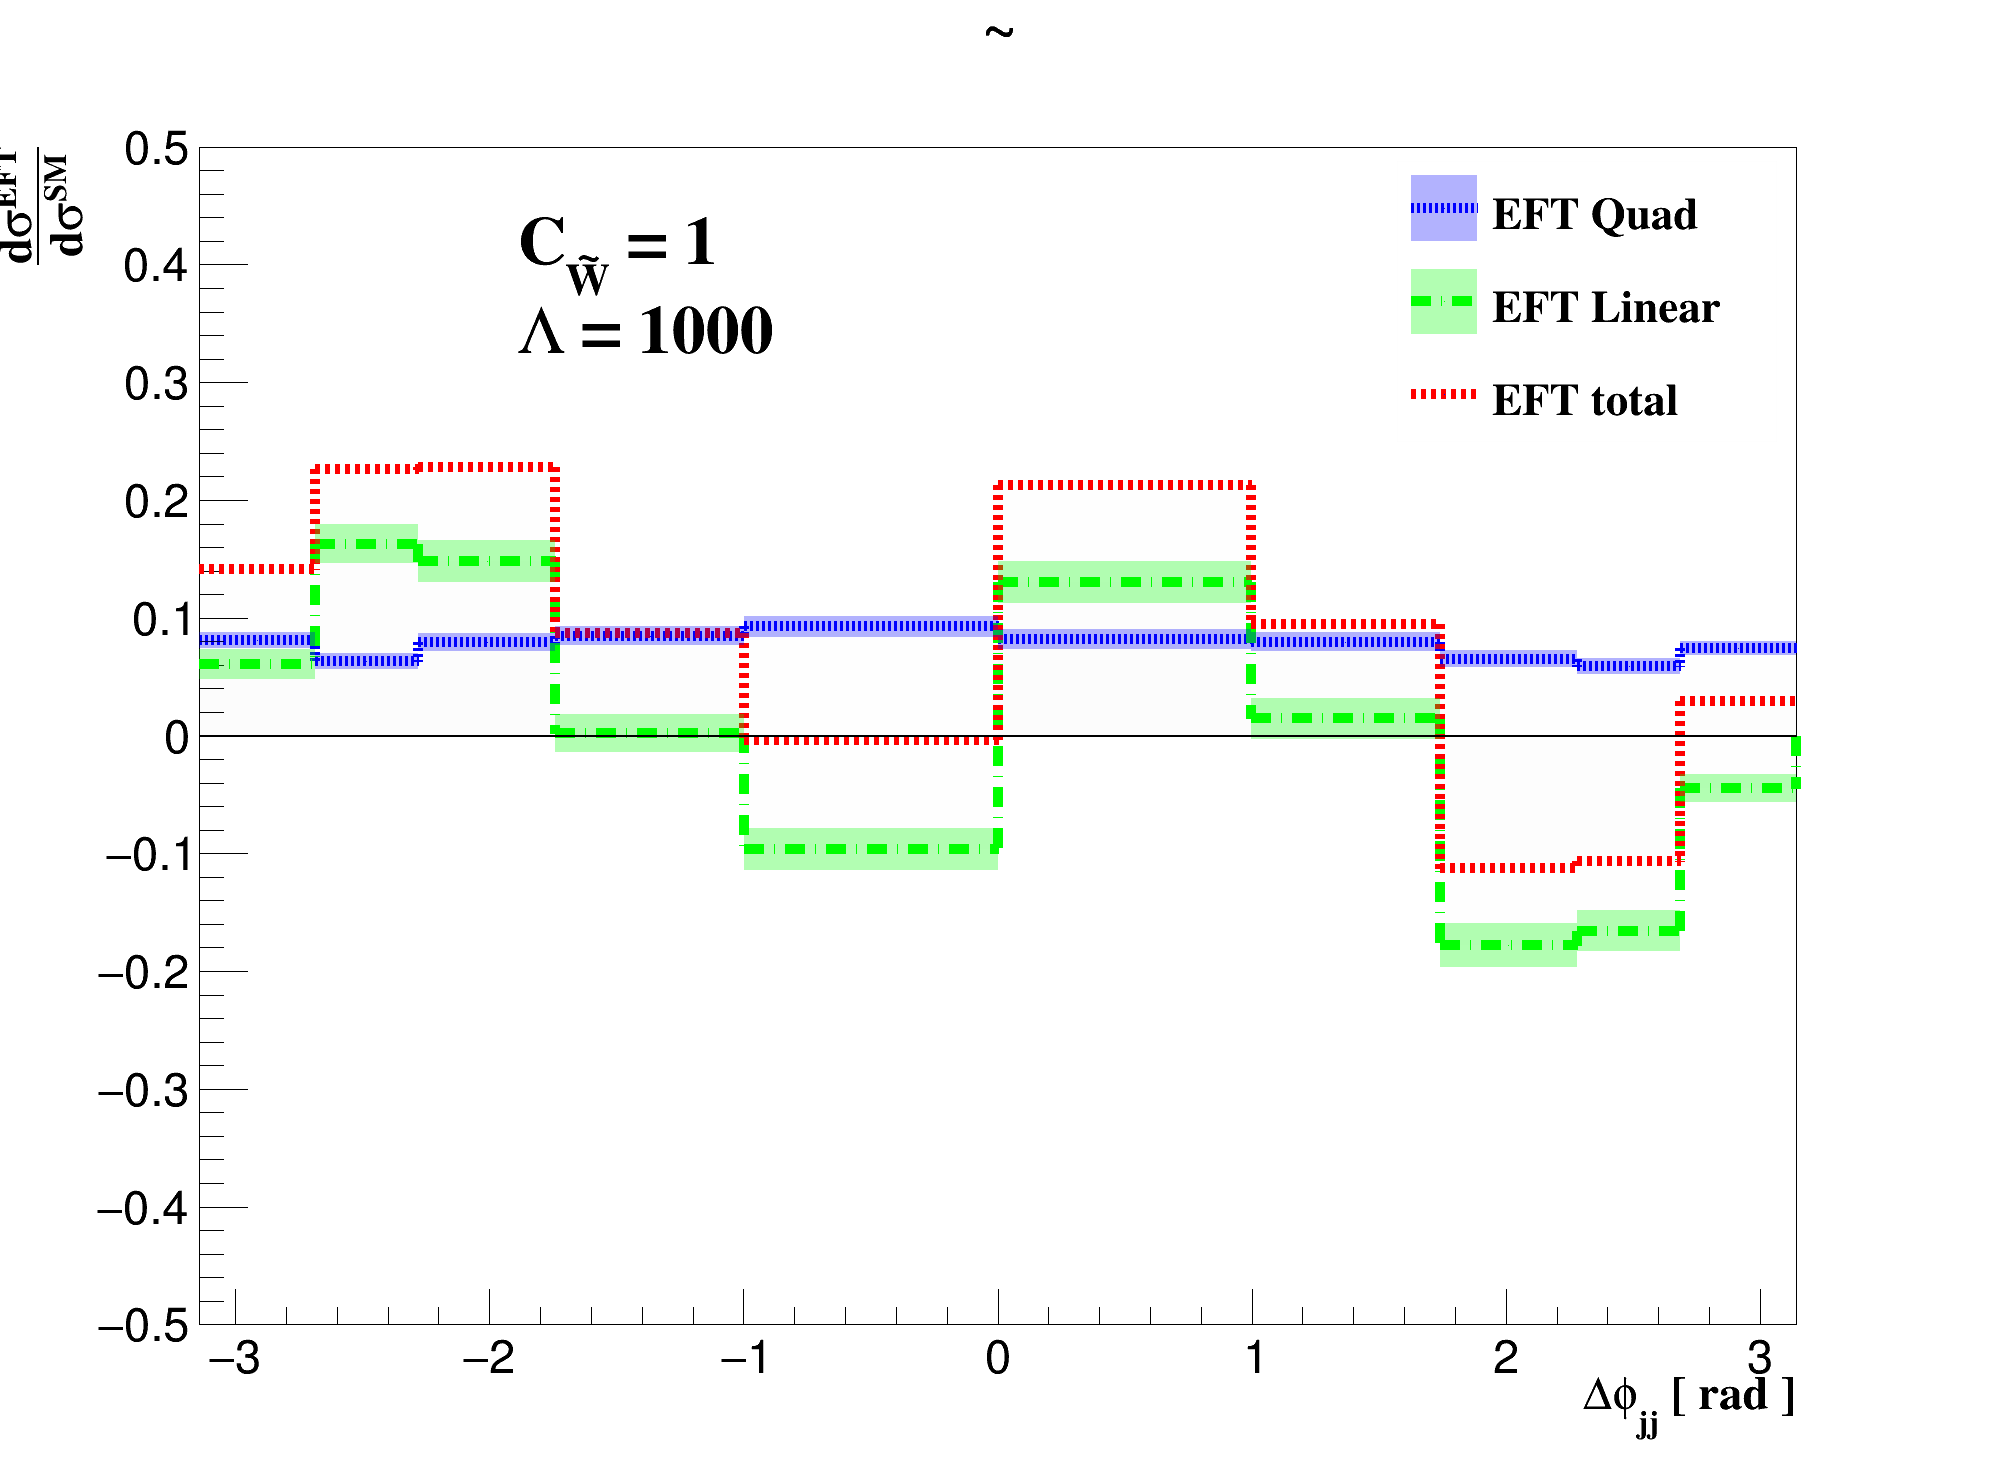 ~
dσ^EFT
dσ^SM
0.5
0.4
0.3
0.2
0.1
0
−0.1
−0.2
−0.3
−0.4
−0.5
C_W̃ = 1
Λ = 1000
EFT Quad
EFT Linear
EFT total
−3 −2 −1 0 1 2 3
Δϕ_jj [ rad ]